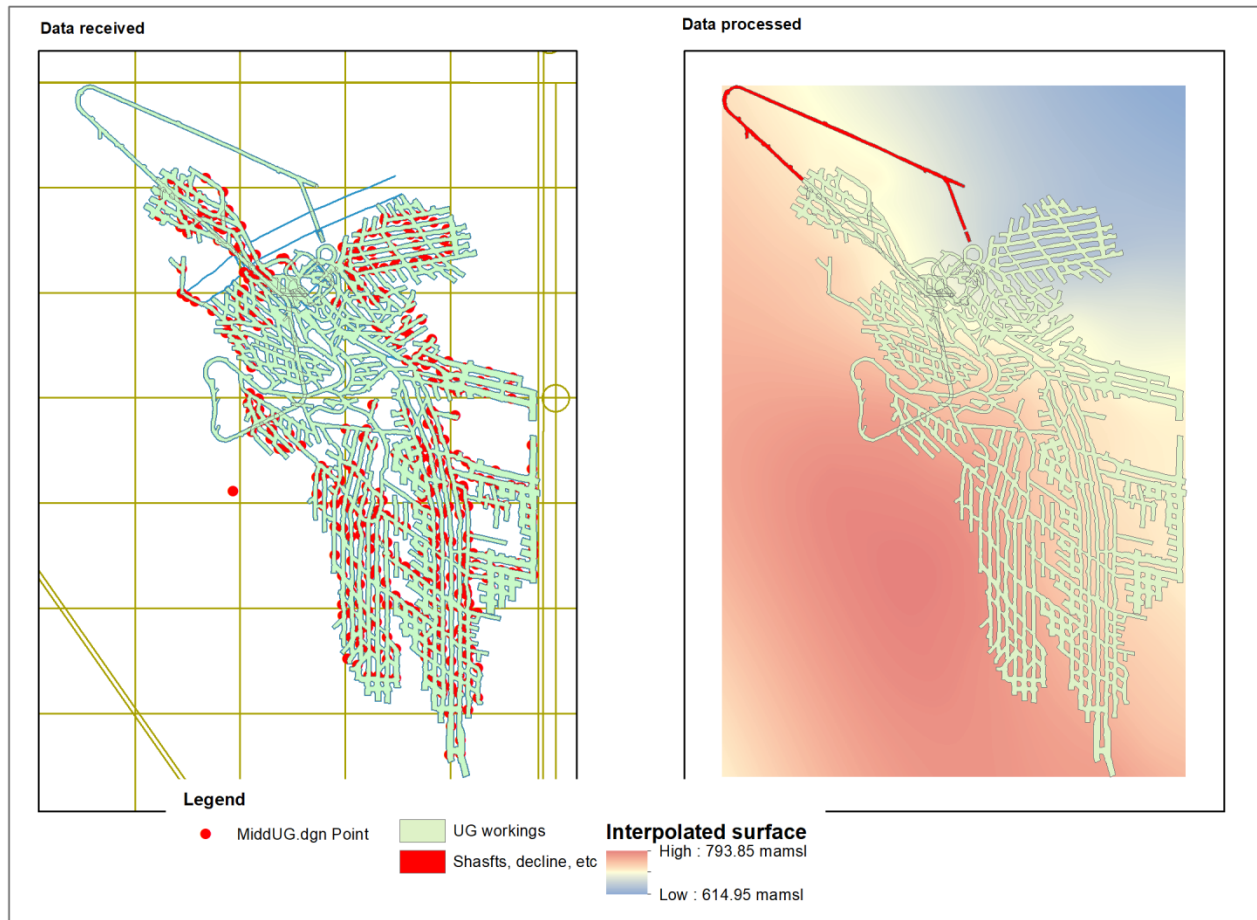 Data received
Data processed
Legend
MiddUG.dgn Point
UG workings
Shasfts, decline, etc
Interpolated surface
High : 793.85 mamsl
Low : 614.95 mamsl